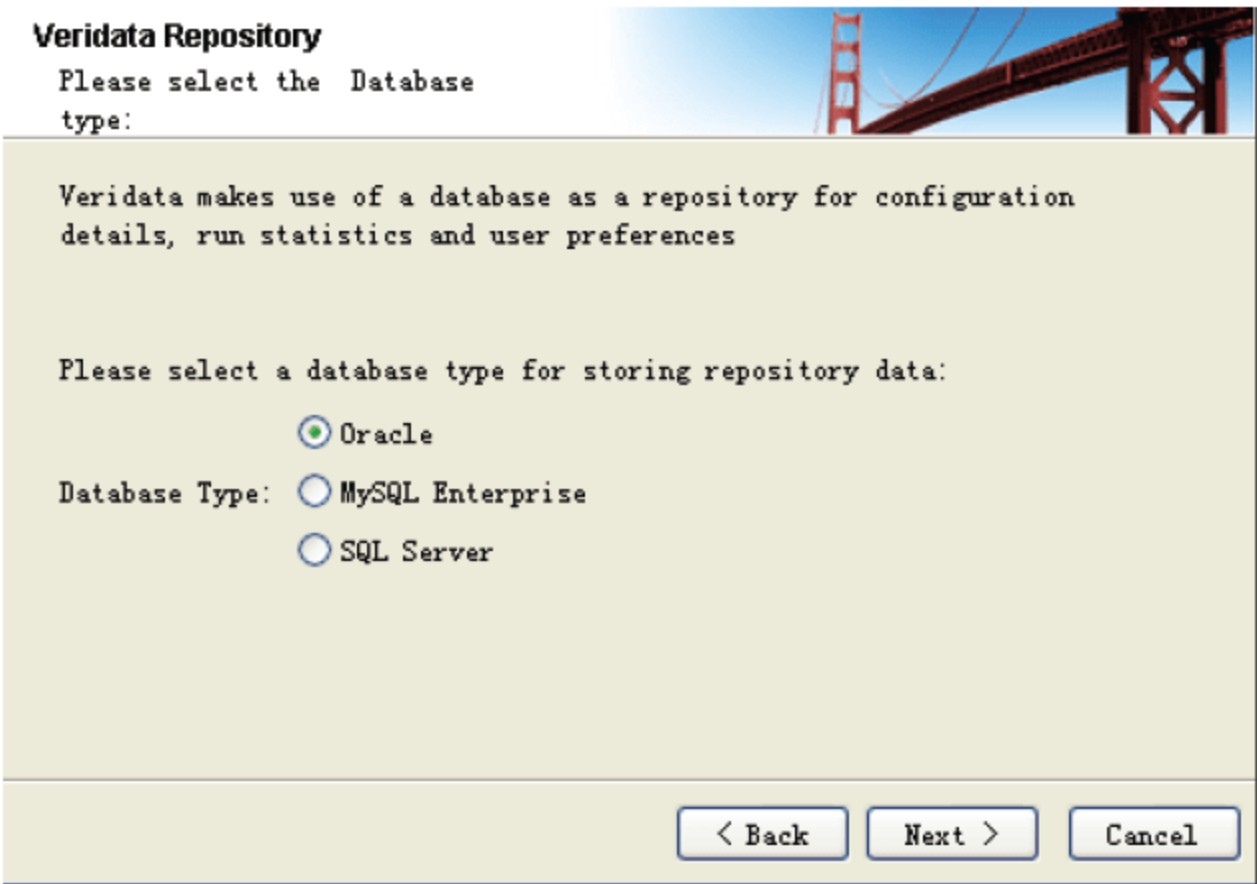 Veridata Repository
Please select the Database
type:
Veridata makes use of a database as a repository for configuration
details, run statistics and user preferences
Please select a database type for storing repository data:
Oracle
Database Type: MySQL Enterprise
SQL Server
< Back Next > Cancel